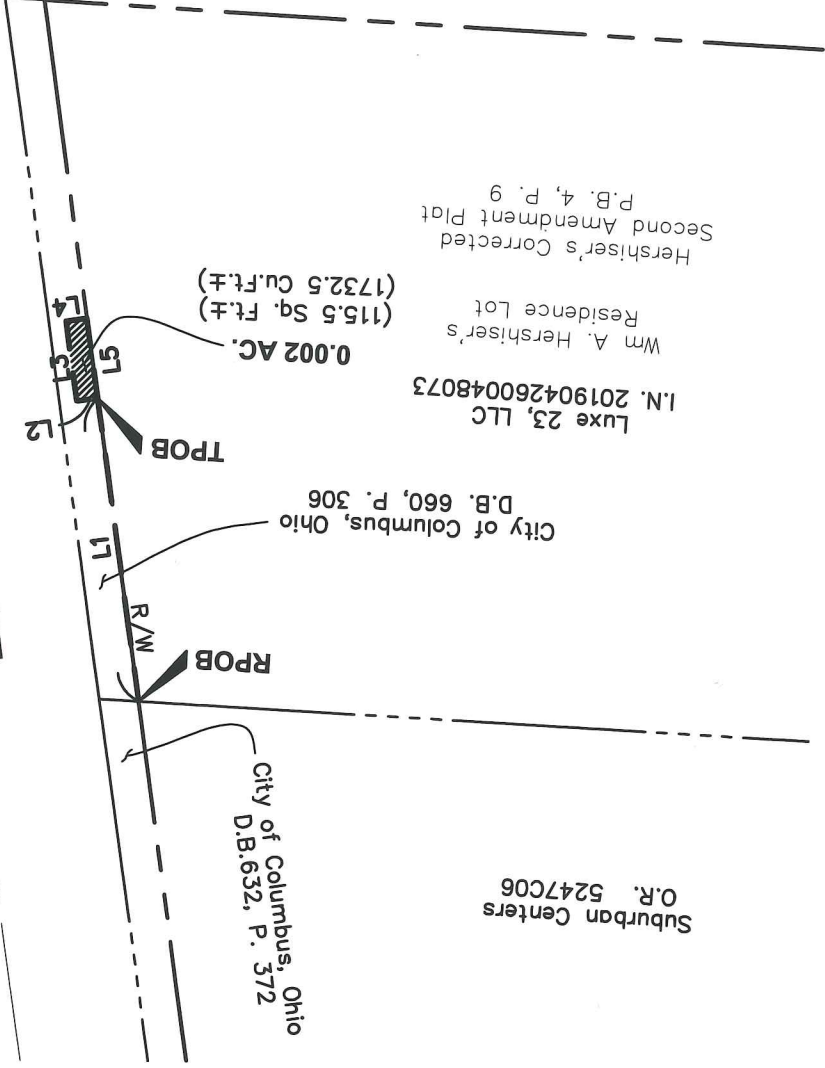 Suburban Centers
O.R. 5247C06
City of Columbus, Ohio
D.B.632, P. 372
RPOB
R/W
L1
City of Columbus, Ohio
D.B. 660, P. 306
TPOB
Luxe 23, LLC
I.N. 201904260048073
Wm A. Hershiser's
Residence Lot
Hershiser's Corrected
Second Amendment Plat
P.B. 4, P. 9
0.002 AC.
(115.5 Sq. Ft.±)
(1732.5 Cu.Ft.±)
L2
L5
L3
L4